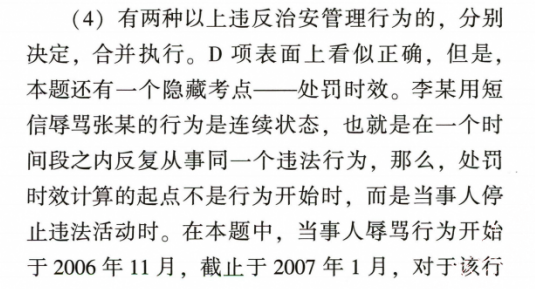 （4）有两种以上违反治安管理行为的，分别
决定，合并执行。D 项表面上看似正确，但是，
本题还有一个隐藏考点——处罚时效。李某用短
信辱骂张某的行为是连续状态，也就是在一个时
间段之内反复从事同一个违法行为，那么，处罚
时效计算的起点不是行为开始时，而是当事人停
止违法活动时。在本题中，当事人辱骂行为开始
于 2006 年 11 月，截止于 2007 年 1 月，对于该行